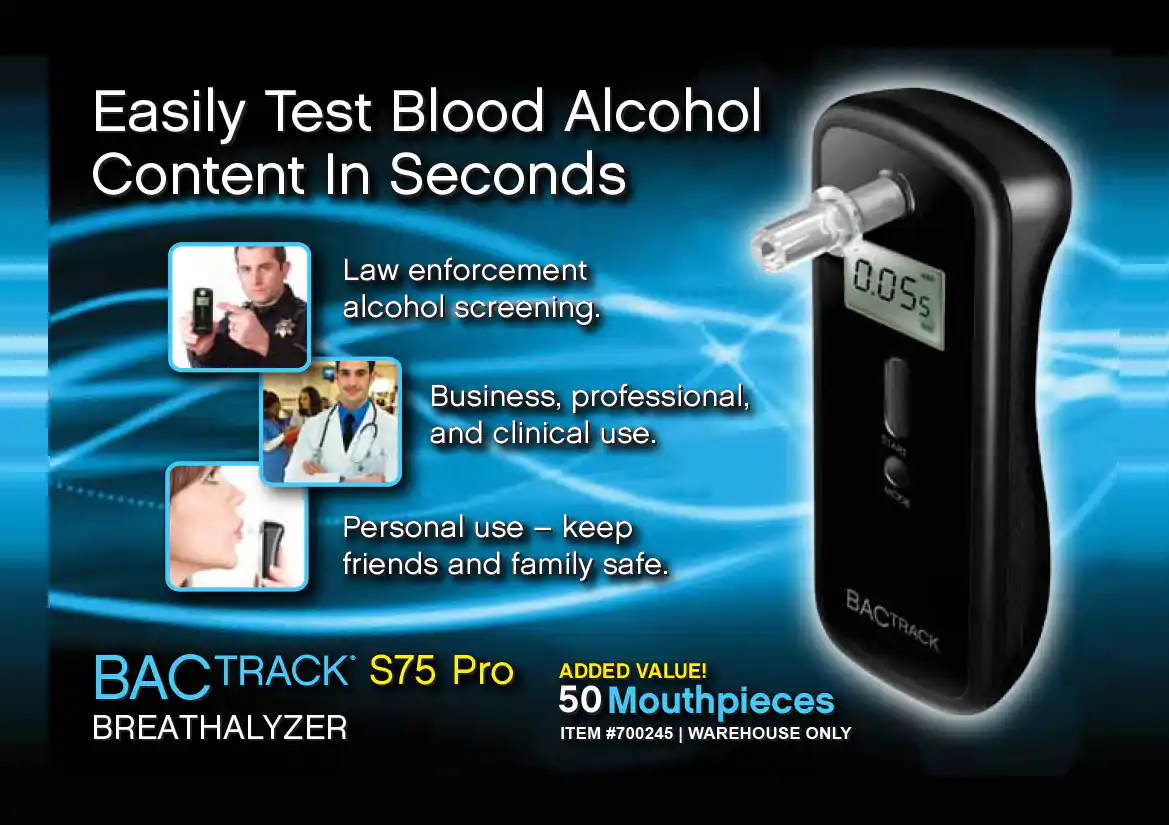 Easily Test Blood Alcohol
Content In Seconds
Law enforcement
alcohol screening.
Business, professional,
and clinical use.
Personal use – keep
friends and family safe.
0.05
START
MODE
BACTRACK
BACTRACK® S75 Pro
BREATHALYZER
ADDED VALUE!
50 Mouthpieces
ITEM #700245 | WAREHOUSE ONLY